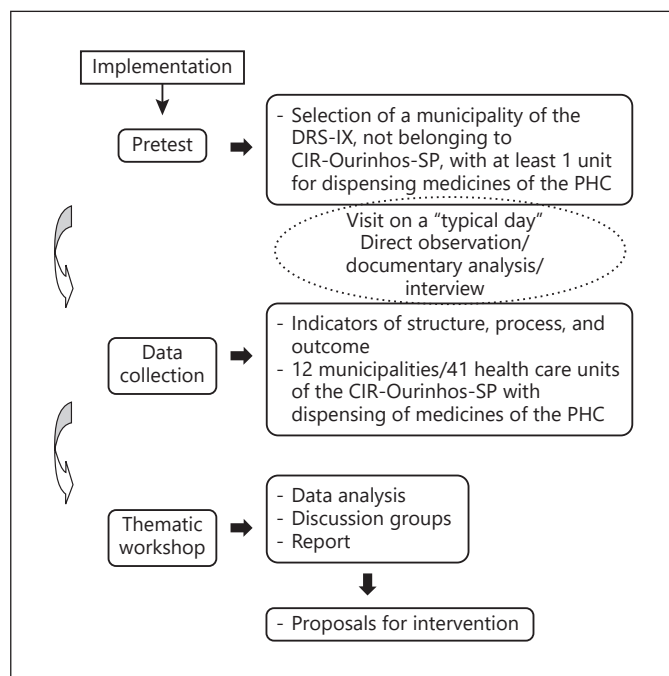 Implementation
Pretest
- Selection of a municipality of the
DRS-IX, not belonging to
CIR-Ourinhos-SP, with at least 1 unit
for dispensing medicines of the PHC
Visit on a “typical day”
Direct observation/
documentary analysis/
interview
Data
collection
- Indicators of structure, process, and
outcome
- 12 municipalities/41 health care units
of the CIR-Ourinhos-SP with
dispensing of medicines of the PHC
Thematic
workshop
- Data analysis
- Discussion groups
- Report
- Proposals for intervention